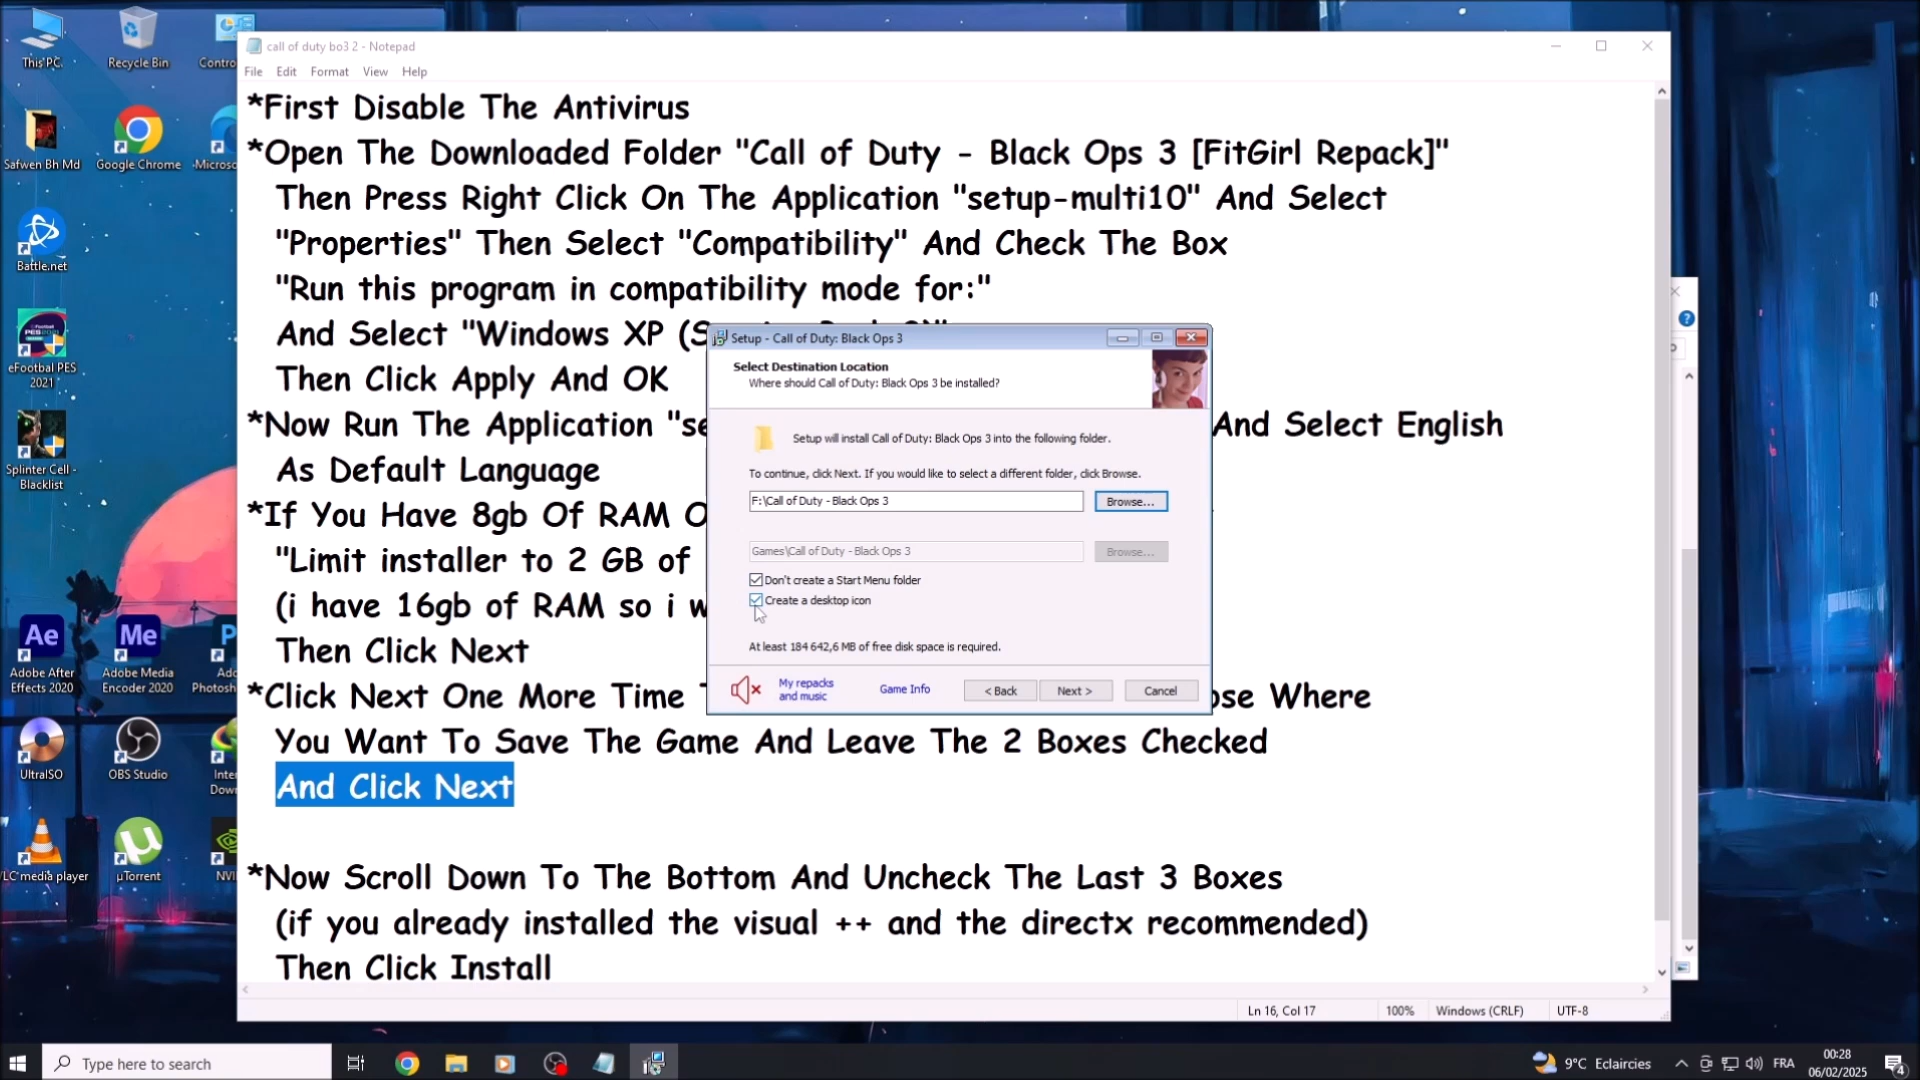 This PC
Recycle Bin
Contro
Safwen Bh Md
Google Chrome
Microso
Battle.net
eFootbal PES
2021
Splinter Cell -
Blacklist
Adobe After
Effects 2020
Adobe Media
Encoder 2020
Ado
Photosh
UltraISO
OBS Studio
Inte
Down
VLC media player
µTorrent
NVI
call of duty bo3 2 - Notepad
File Edit Format View Help
*First Disable The Antivirus
*Open The Downloaded Folder "Call of Duty - Black Ops 3 [FitGirl Repack]"
Then Press Right Click On The Application "setup-multi10" And Select
"Properties" Then Select "Compatibility" And Check The Box
"Run this program in compatibility mode for:"
And Select "Windows XP (S
Then Click Apply And OK
*Now Run The Application "se And Select English
As Default Language
*If You Have 8gb Of RAM O
"Limit installer to 2 GB of
(i have 16gb of RAM so i w
Then Click Next
*Click Next One More Time T ose Where
You Want To Save The Game And Leave The 2 Boxes Checked
And Click Next
*Now Scroll Down To The Bottom And Uncheck The Last 3 Boxes
(if you already installed the visual ++ and the directx recommended)
Then Click Install
Ln 16, Col 17 100% Windows (CRLF) UTF-8
Setup - Call of Duty: Black Ops 3
Select Destination Location
Where should Call of Duty: Black Ops 3 be installed?
Setup will install Call of Duty: Black Ops 3 into the following folder.
To continue, click Next. If you would like to select a different folder, click Browse.
F:\Call of Duty - Black Ops 3 Browse...
Games\Call of Duty - Black Ops 3 Browse...
Don't create a Start Menu folder
Create a desktop icon
At least 184 642,6 MB of free disk space is required.
My repacks
and music
Game Info < Back Next > Cancel
Type here to search
9°C Eclaircies FRA
00:28
06/02/2025
4